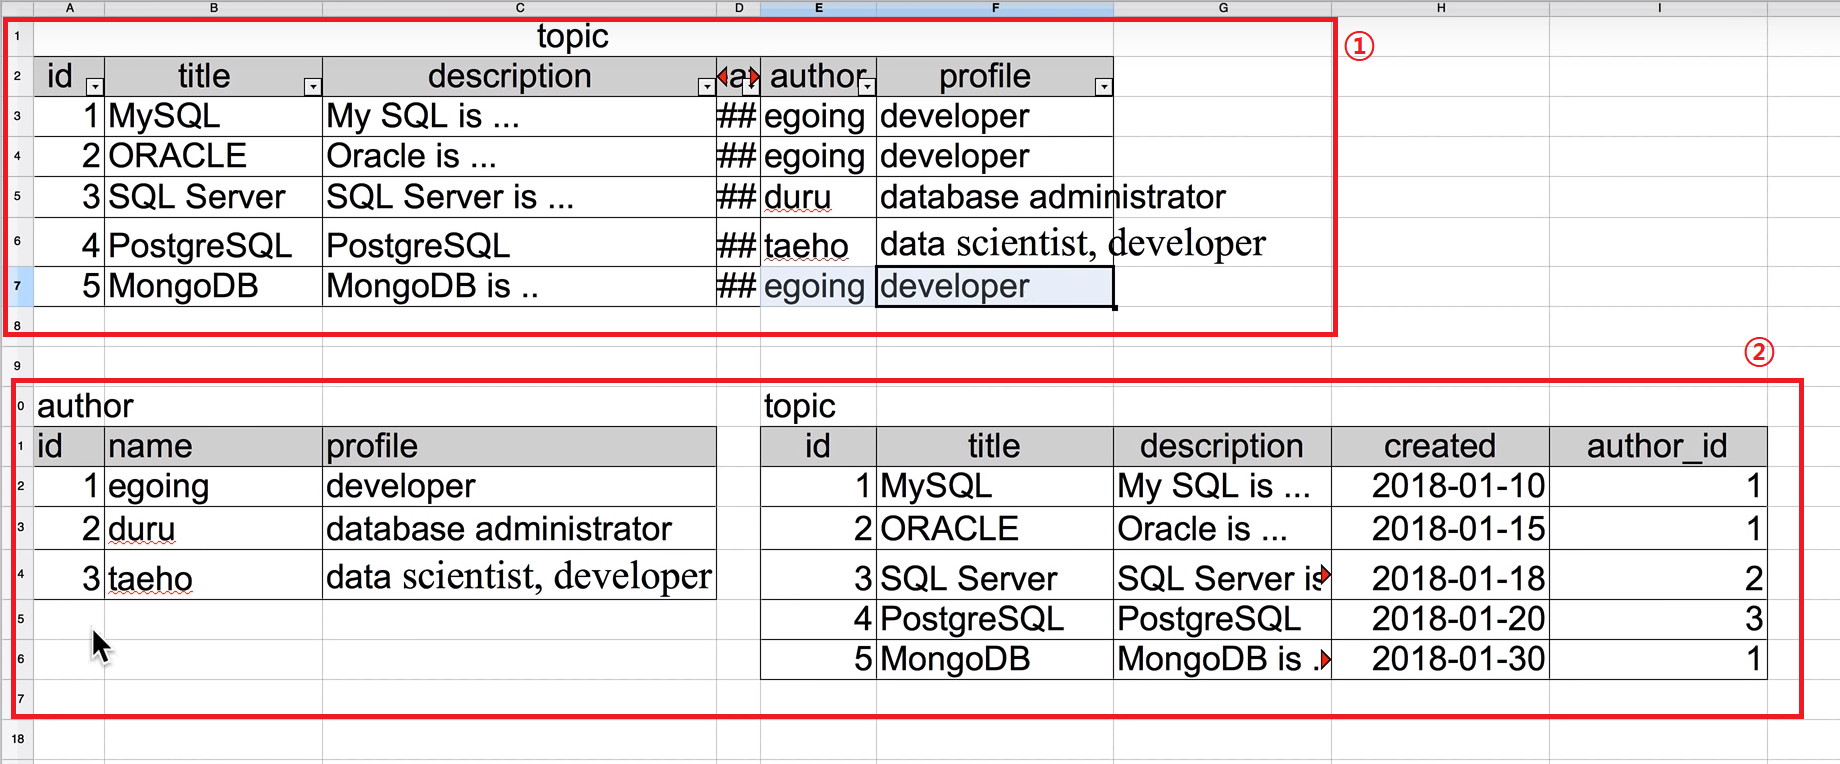 A B C D E F G H I
1 topic
①
2 id title description author profile
3 1 MySQL My SQL is ... ## egoing developer
4 2 ORACLE Oracle is ... ## egoing developer
5 3 SQL Server SQL Server is ... ## duru database administrator
6 4 PostgreSQL PostgreSQL ## taeho data scientist, developer
7 5 MongoDB MongoDB is .. ## egoing developer
8
②
9
0 author topic
1 id name profile id title description created author_id
2 1 egoing developer 1 MySQL My SQL is ... 2018-01-10 1
3 2 duru database administrator 2 ORACLE Oracle is ... 2018-01-15 1
4 3 taeho data scientist, developer 3 SQL Server SQL Server is 2018-01-18 2
5 4 PostgreSQL PostgreSQL 2018-01-20 3
6 5 MongoDB MongoDB is . 2018-01-30 1
7
18